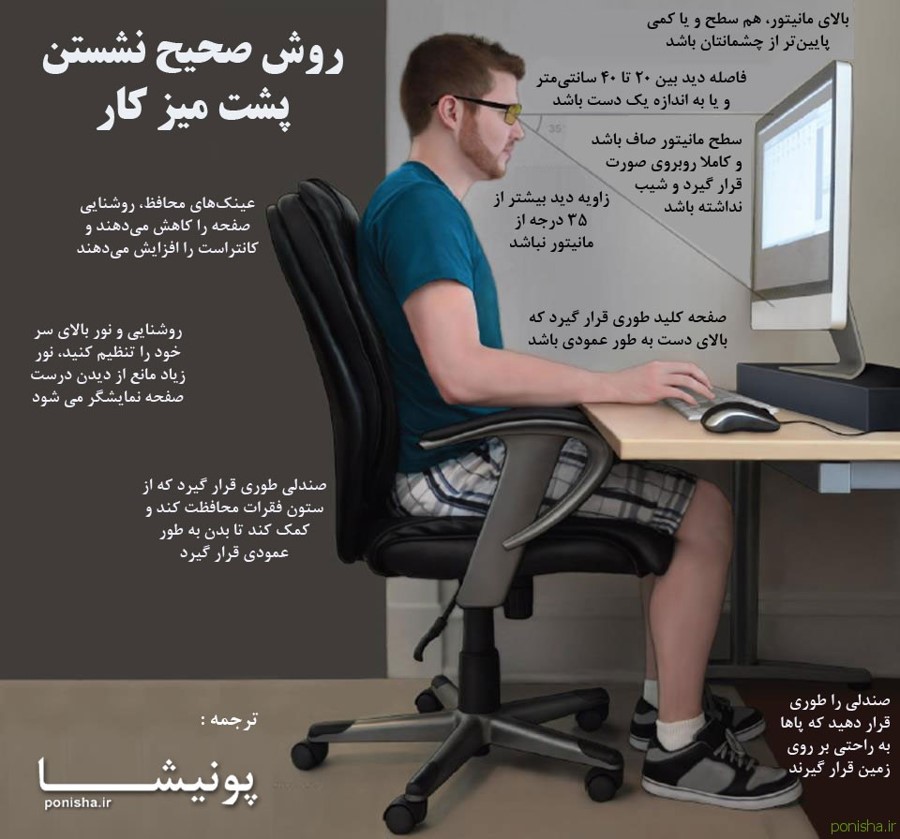 روش صحیح نشستن
پشت میز کار
بالای مانیتور، هم سطح و یا کمی
پایین‌تر از چشمانتان باشد
فاصله دید بین ۲۰ تا ۴۰ سانتی‌متر
و یا به اندازه یک دست باشد
35
سطح مانیتور صاف باشد
و کاملا روبروی صورت
قرار گیرد و شیب
نداشته باشد
زاویه دید بیشتر از
۳۵ درجه از
مانیتور نباشد
عینک‌های محافظ، روشنایی
صفحه را کاهش می‌دهند و
کانتراست را افزایش می‌دهند
صفحه کلید طوری قرار گیرد که
بالای دست به طور عمودی باشد
روشنایی و نور بالای سر
خود را تنظیم کنید، نور
زیاد مانع از دیدن درست
صفحه نمایشگر می شود
صندلی طوری قرار گیرد که از
ستون فقرات محافظت کند و
کمک کند تا بدن به طور
عمودی قرار گیرد
صندلی را طوری
قرار دهید که پاها
به راحتی بر روی
زمین قرار گیرند
ترجمه :
پونیشا
ponisha.ir
ponisha.ir